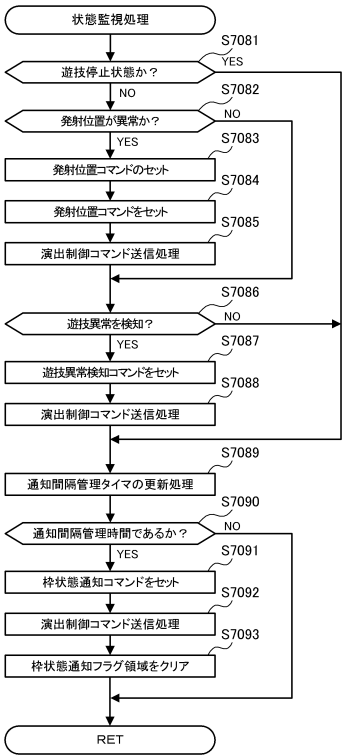 状態監視処理
S7081
遊技停止状態か？
YES
NO
S7082
発射位置が異常か？
NO
YES
S7083
発射位置コマンドのセット
S7084
発射位置コマンドをセット
S7085
演出制御コマンド送信処理
S7086
遊技異常を検知？
NO
YES
S7087
遊技異常検知コマンドをセット
S7088
演出制御コマンド送信処理
S7089
通知間隔管理タイマの更新処理
S7090
通知間隔管理時間であるか？
NO
YES
S7091
枠状態通知コマンドをセット
S7092
演出制御コマンド送信処理
S7093
枠状態通知フラグ領域をクリア
RET